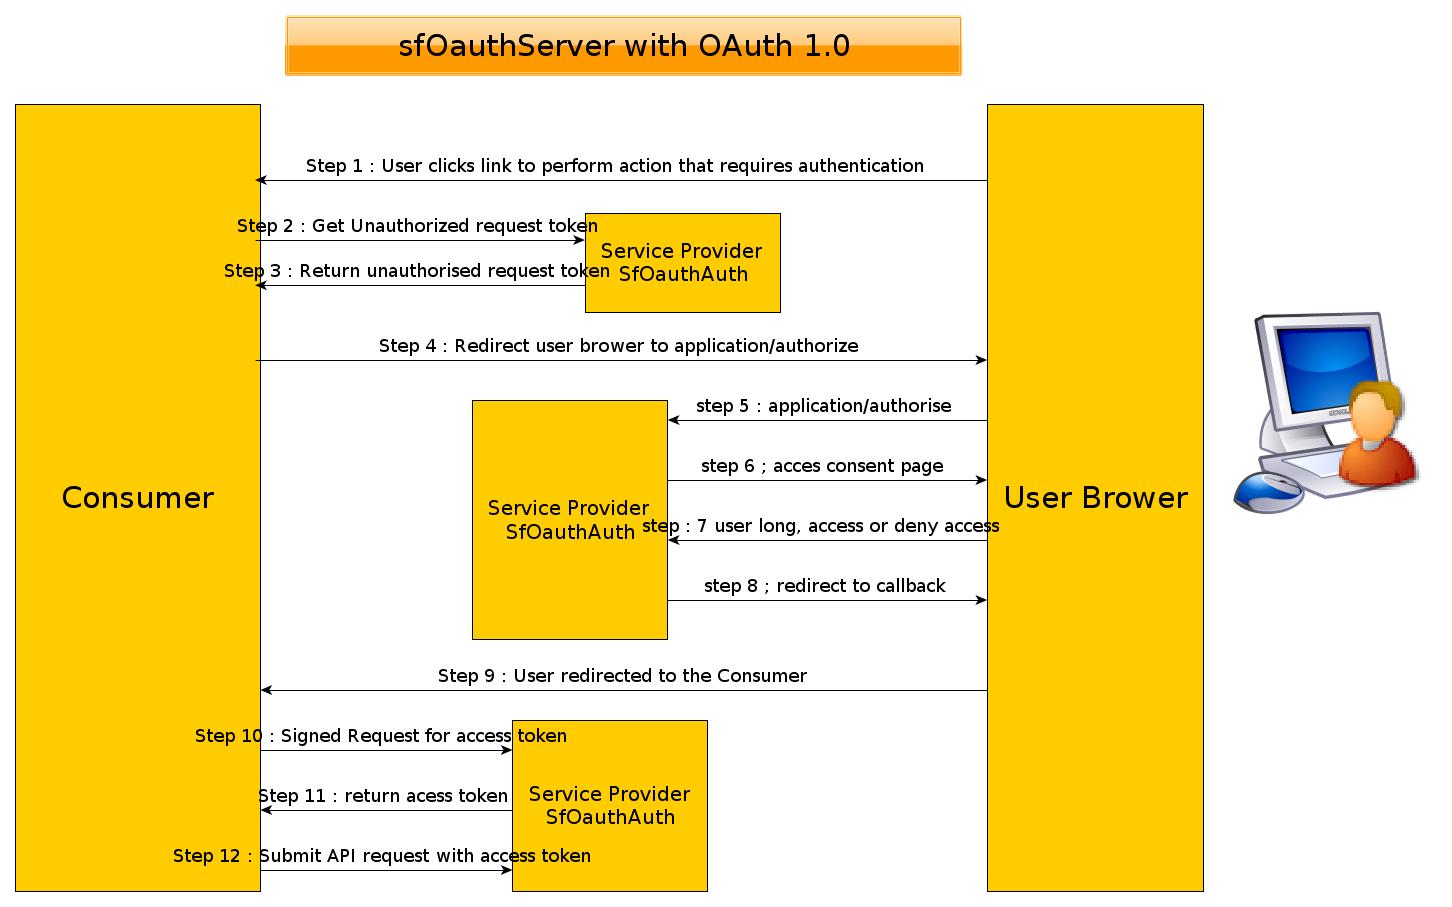 sfOauthServer with OAuth 1.0
Step 1 : User clicks link to perform action that requires authentication
Step 2 : Get Unauthorized request token
Service Provider
SfOauthAuth
Step 3 : Return unauthorised request token
Step 4 : Redirect user brower to application/authorize
step 5 : application/authorise
step 6 ; acces consent page
Consumer
User Brower
Service Provider
SfOauthAuth
step : 7 user long, access or deny access
step 8 ; redirect to callback
Step 9 : User redirected to the Consumer
Step 10 : Signed Request for access token
Step 11 : return acess token
Service Provider
SfOauthAuth
Step 12 : Submit API request with access token